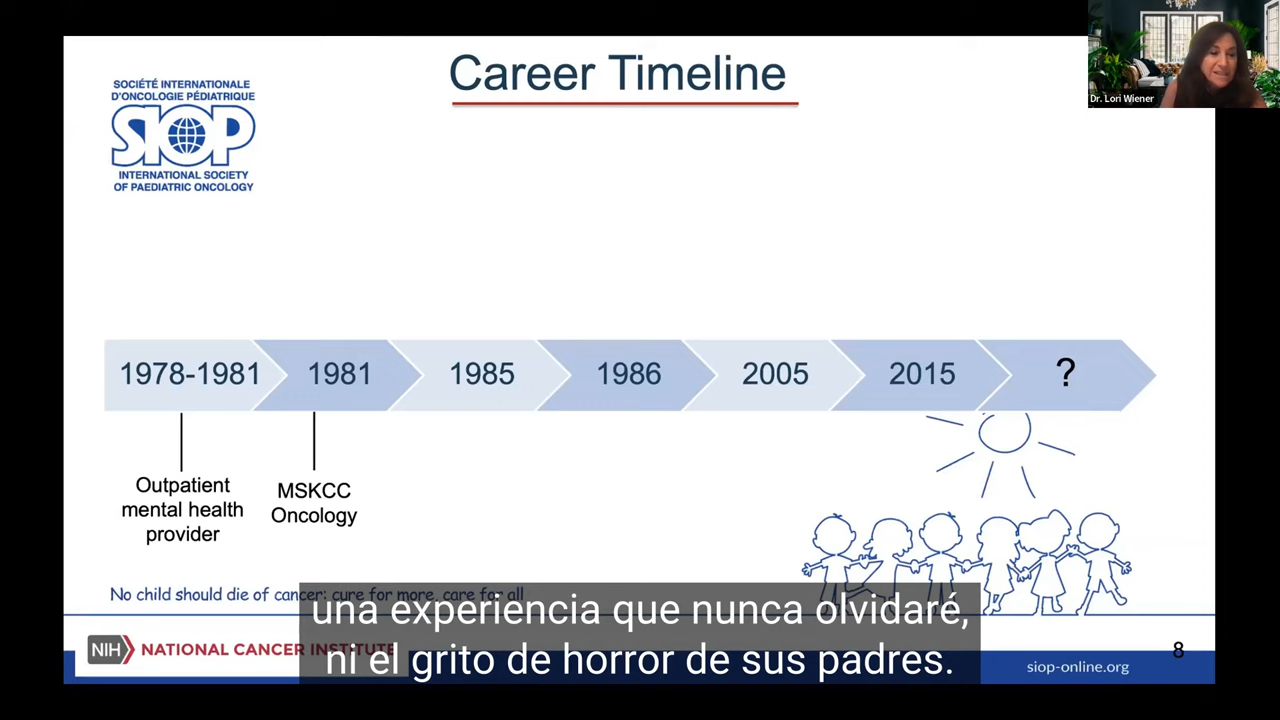 Career Timeline
Dr. Lori Wiener
SOCIÉTÉ INTERNATIONALE
D'ONCOLOGIE PÉDIATRIQUE
SIOP
INTERNATIONAL SOCIETY
OF PAEDIATRIC ONCOLOGY
1978-1981
1981
1985
1986
2005
2015
?
Outpatient
mental health
provider
MSKCC
Oncology
No child should die of cancer: cure for more, care for all
una experiencia que nunca olvidaré,
ni el grito de horror de sus padres.
NIH
NATIONAL CANCER INSTITUTE
8
siop-online.org